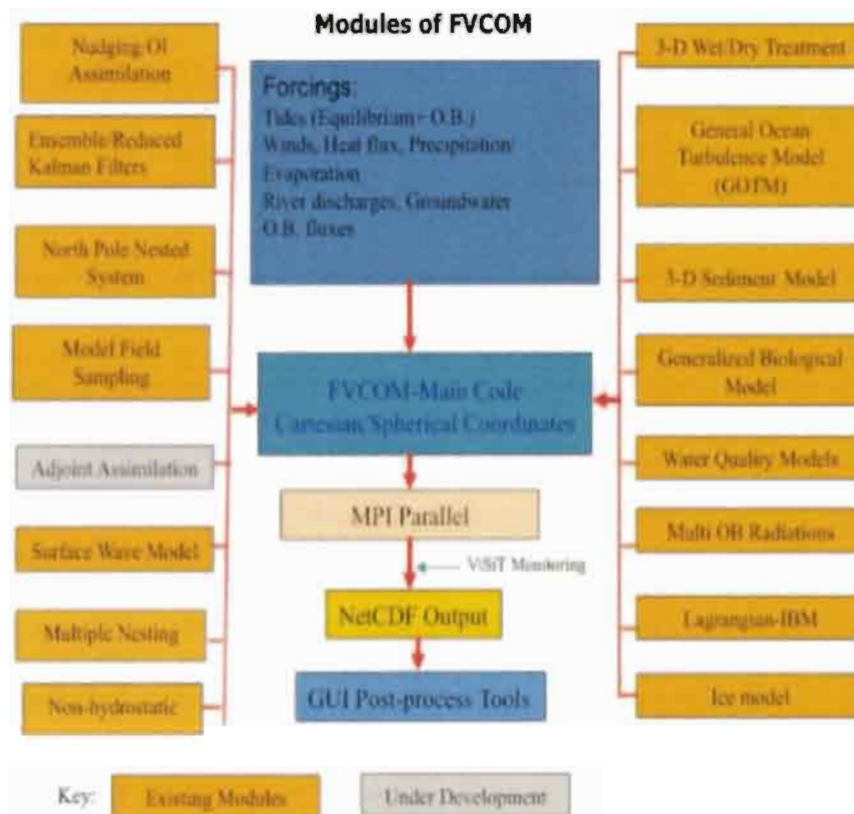 Modules of FVCOM
Nudging/OI
Assimilation
Ensemble/Reduced
Kalman Filters
North Pole Nested
System
Model Field
Sampling
Adjoint Assimilation
Surface Wave Model
Multiple Nesting
Non-hydrostatic
Forcings:
Tides (Equilibrium+ O.B.)
Winds, Heat flux, Precipitation/
Evaporation
River discharges, Groundwater
O.B. fluxes
FVCOM-Main Code
Cartesian/Spherical Coordinates
MPI Parallel
ViSiT Monitoring
NetCDF Output
GUI Post-process Tools
3-D Wet/Dry Treatment
General Ocean
Turbulence Model
(GOTM)
3-D Sediment Model
Generalized Biological
Model
Water Quality Models
Multi OB Radiations
Lagrangian-IBM
Ice model
Key:
Existing Modules
Under Development